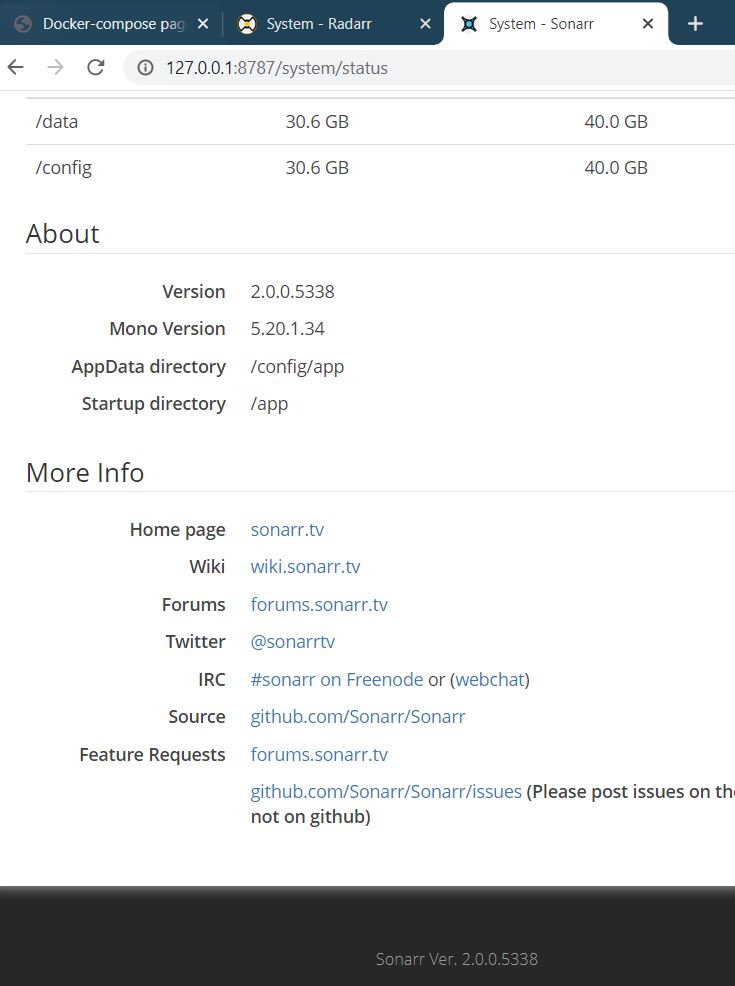 Docker-compose pag
System - Radarr
System - Sonarr
127.0.0.1:8787/system/status
/data 30.6 GB 40.0 GB
/config 30.6 GB 40.0 GB
About
Version 2.0.0.5338
Mono Version 5.20.1.34
AppData directory /config/app
Startup directory /app
More Info
Home page sonarr.tv
Wiki wiki.sonarr.tv
Forums forums.sonarr.tv
Twitter @sonarrtv
IRC #sonarr on Freenode or (webchat)
Source github.com/Sonarr/Sonarr
Feature Requests forums.sonarr.tv
github.com/Sonarr/Sonarr/issues (Please post issues on the
not on github)
Sonarr Ver. 2.0.0.5338